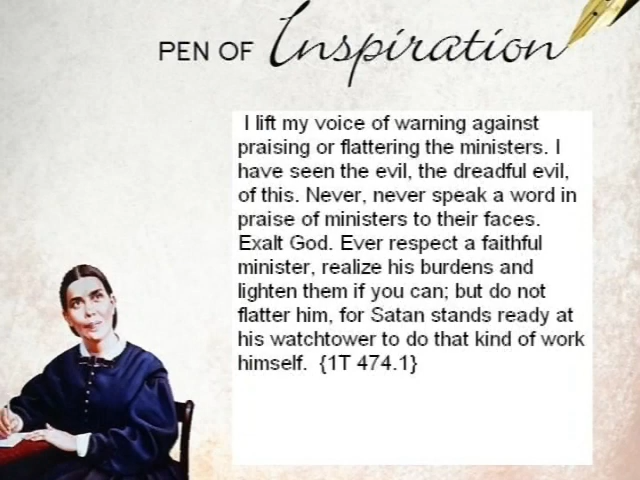 PEN OF Inspiration
I lift my voice of warning against
praising or flattering the ministers. I
have seen the evil, the dreadful evil,
of this. Never, never speak a word in
praise of ministers to their faces.
Exalt God. Ever respect a faithful
minister, realize his burdens and
lighten them if you can; but do not
flatter him, for Satan stands ready at
his watchtower to do that kind of work
himself. {1T 474.1}